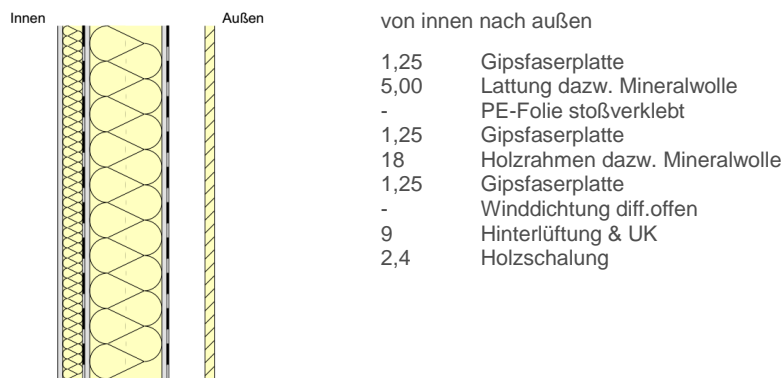 Innen
Außen
von innen nach außen
1,25 Gipsfaserplatte
5,00 Lattung dazw. Mineralwolle
- PE-Folie stoßverklebt
1,25 Gipsfaserplatte
18 Holzrahmen dazw. Mineralwolle
1,25 Gipsfaserplatte
- Winddichtung diff.offen
9 Hinterlüftung & UK
2,4 Holzschalung